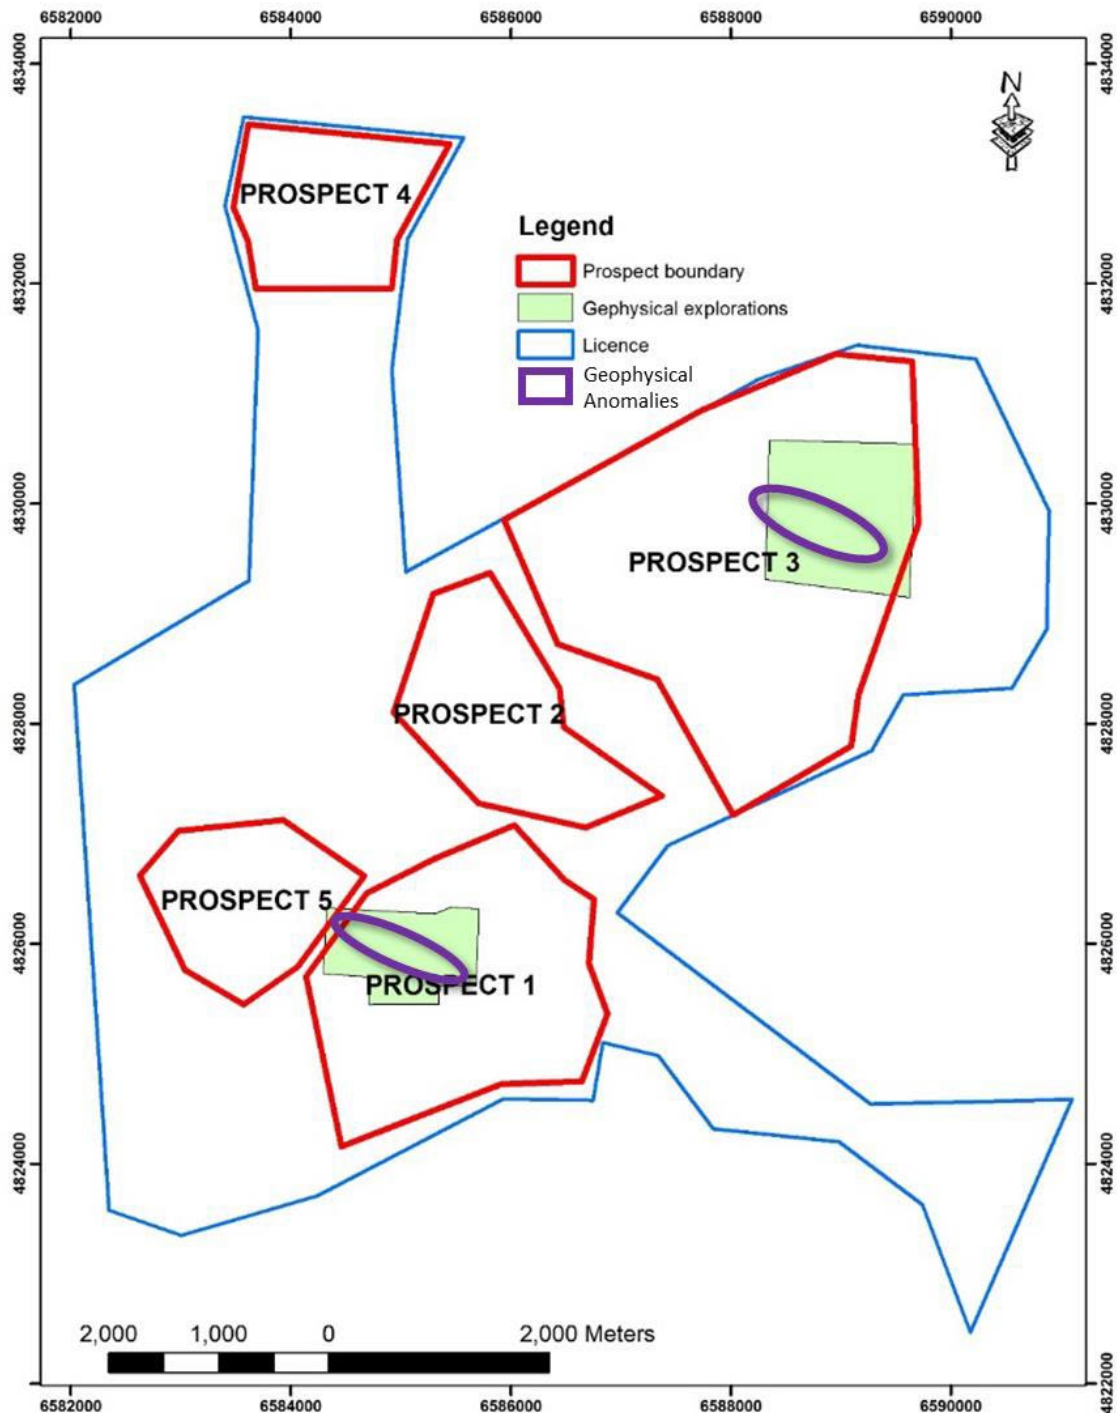 6582000 6584000 6586000 6588000 6590000
4834000 4834000
N
PROSPECT 4
Legend
Prospect boundary
Gephysical explorations
Licence
Geophysical
Anomalies
4832000 4832000
4830000 4830000
PROSPECT 3
PROSPECT 2
4828000 4828000
PROSPECT 5
4826000 4826000
PROSPECT 1
4824000 4824000
2,000 1,000 0 2,000 Meters
4822000 4822000
6582000 6584000 6586000 6588000 6590000